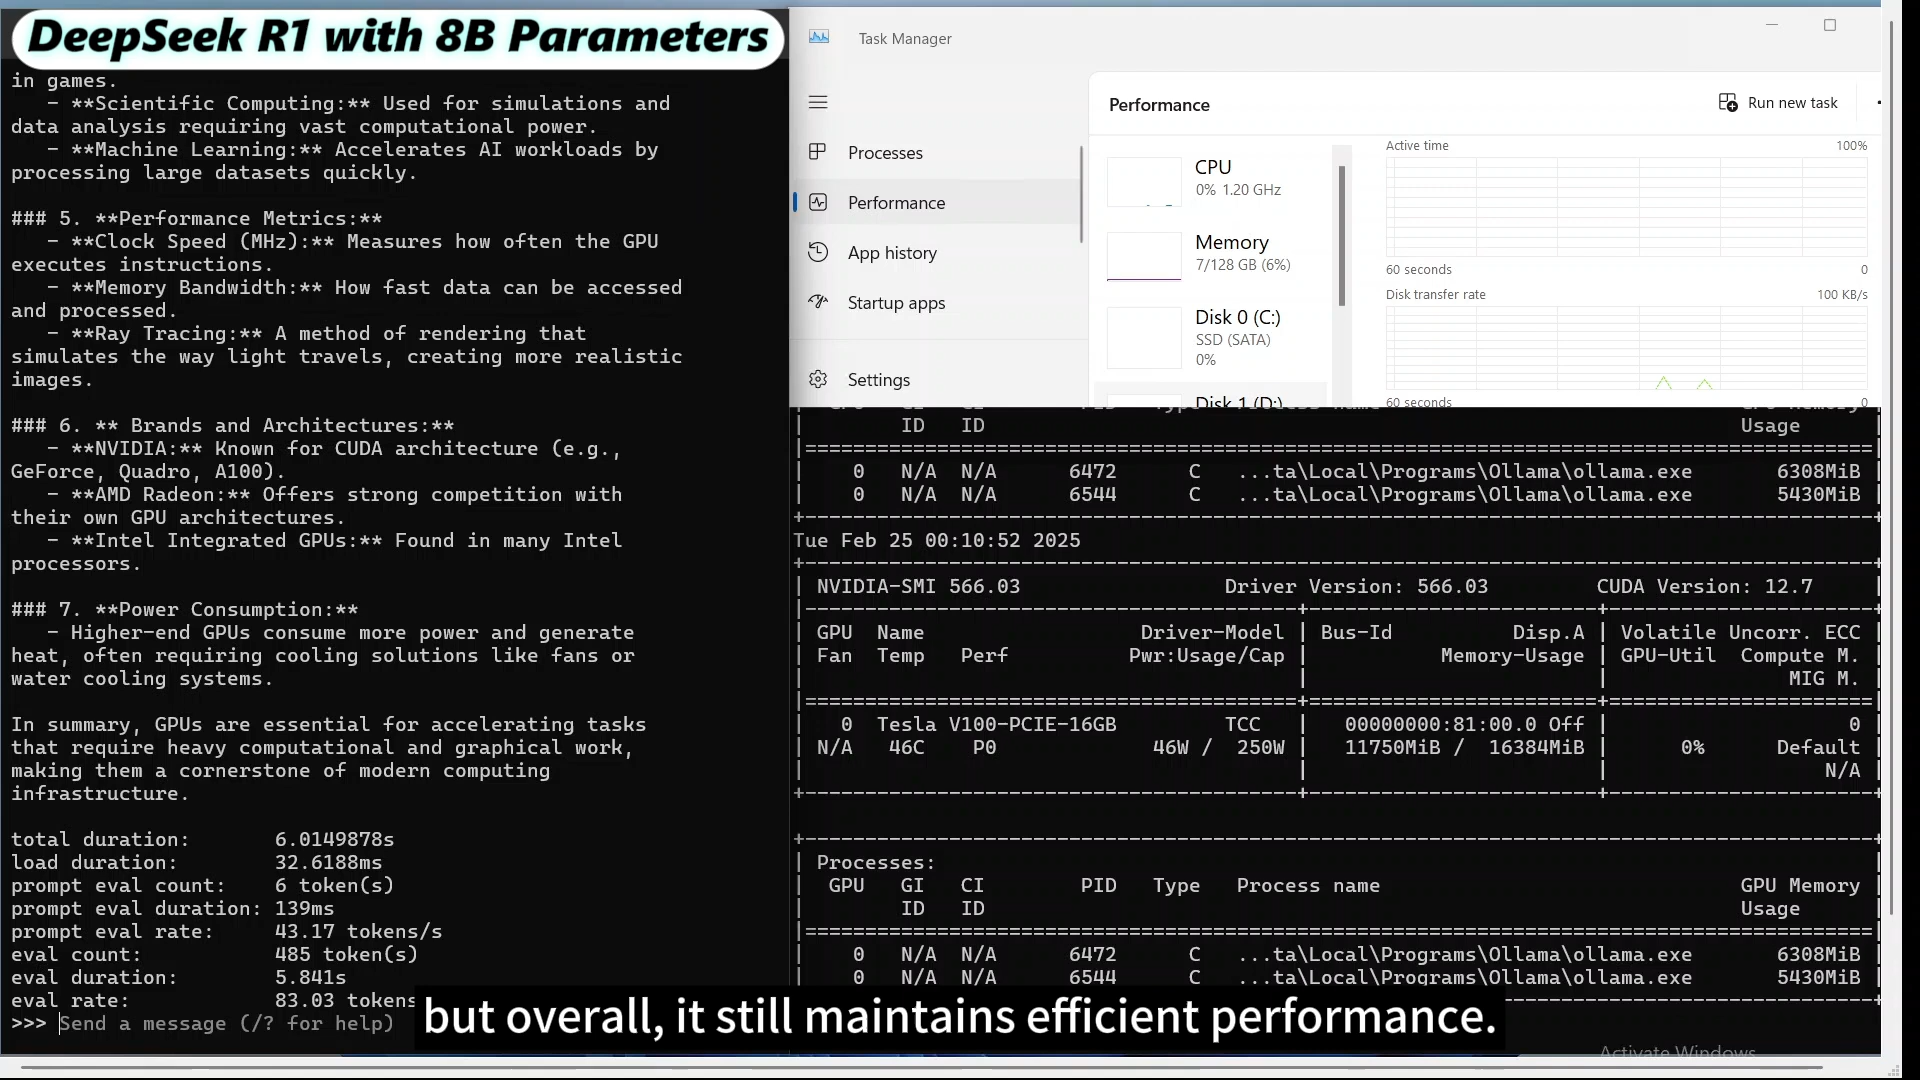 DeepSeek R1 with 8B Parameters
in games.
- **Scientific Computing:** Used for simulations and
data analysis requiring vast computational power.
- **Machine Learning:** Accelerates AI workloads by
processing large datasets quickly.
### 5. **Performance Metrics:**
- **Clock Speed (MHz):** Measures how often the GPU
executes instructions.
- **Memory Bandwidth:** How fast data can be accessed
and processed.
- **Ray Tracing:** A method of rendering that
simulates the way light travels, creating more realistic
images.
### 6. ** Brands and Architectures:**
- **NVIDIA:** Known for CUDA architecture (e.g.,
GeForce, Quadro, A100).
- **AMD Radeon:** Offers strong competition with
their own GPU architectures.
- **Intel Integrated GPUs:** Found in many Intel
processors.
### 7. **Power Consumption:**
- Higher-end GPUs consume more power and generate
heat, often requiring cooling solutions like fans or
water cooling systems.
In summary, GPUs are essential for accelerating tasks
that require heavy computational and graphical work,
making them a cornerstone of modern computing
infrastructure.
total duration: 6.0149878s
load duration: 32.6188ms
prompt eval count: 6 token(s)
prompt eval duration: 139ms
prompt eval rate: 43.17 tokens/s
eval count: 485 token(s)
eval duration: 5.841s
eval rate: 83.03 tokens
>>> Send a message (/? for help)
Task Manager
Processes
Performance
App history
Startup apps
Settings
Performance
Run new task
CPU
0% 1.20 GHz
Memory
7/128 GB (6%)
Disk 0 (C:)
SSD (SATA)
0%
Disk 1 (D:)
Active time 100%
60 seconds 0
Disk transfer rate 100 KB/s
60 seconds 0
ID ID Usage
0 N/A N/A 6472 C ...ta\Local\Programs\Ollama\ollama.exe 6308MiB
0 N/A N/A 6544 C ...ta\Local\Programs\Ollama\ollama.exe 5430MiB
Tue Feb 25 00:10:52 2025
NVIDIA-SMI 566.03 Driver Version: 566.03 CUDA Version: 12.7
GPU Name Driver-Model | Bus-Id Disp.A | Volatile Uncorr. ECC
Fan Temp Perf Pwr:Usage/Cap | Memory-Usage | GPU-Util Compute M.
MIG M.
0 Tesla V100-PCIE-16GB TCC | 00000000:81:00.0 Off | 0
N/A 46C P0 46W / 250W | 11750MiB / 16384MiB | 0% Default
N/A
Processes:
GPU GI CI PID Type Process name GPU Memory
ID ID Usage
0 N/A N/A 6472 C ...ta\Local\Programs\Ollama\ollama.exe 6308MiB
0 N/A N/A 6544 C ...ta\Local\Programs\Ollama\ollama.exe 5430MiB
but overall, it still maintains efficient performance.
Activate Windows